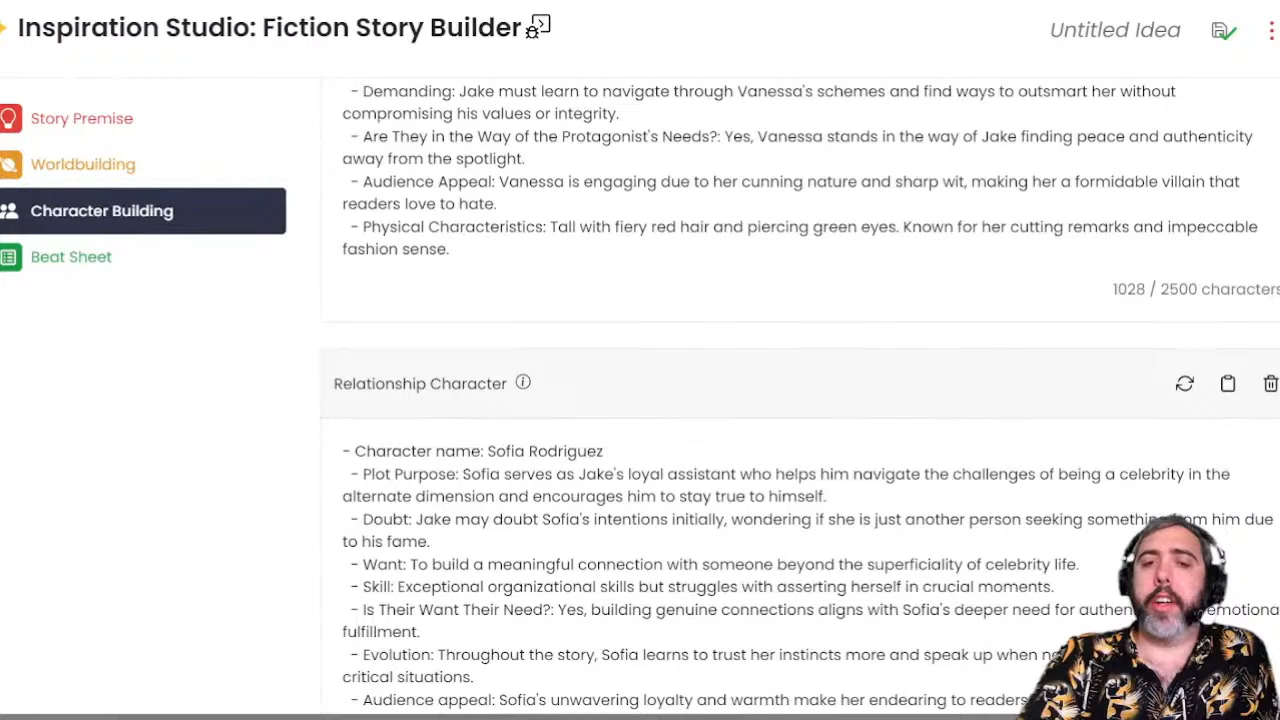 Inspiration Studio: Fiction Story Builder
Untitled Idea
Story Premise
Worldbuilding
Character Building
Beat Sheet
- Demanding: Jake must learn to navigate through Vanessa's schemes and find ways to outsmart her without
compromising his values or integrity.
- Are They in the Way of the Protagonist's Needs?: Yes, Vanessa stands in the way of Jake finding peace and authenticity
away from the spotlight.
- Audience Appeal: Vanessa is engaging due to her cunning nature and sharp wit, making her a formidable villain that
readers love to hate.
- Physical Characteristics: Tall with fiery red hair and piercing green eyes. Known for her cutting remarks and impeccable
fashion sense.
1028 / 2500 characters
Relationship Character
- Character name: Sofia Rodriguez
- Plot Purpose: Sofia serves as Jake's loyal assistant who helps him navigate the challenges of being a celebrity in the
alternate dimension and encourages him to stay true to himself.
- Doubt: Jake may doubt Sofia's intentions initially, wondering if she is just another person seeking something from him due
to his fame.
- Want: To build a meaningful connection with someone beyond the superficiality of celebrity life.
- Skill: Exceptional organizational skills but struggles with asserting herself in crucial moments.
- Is Their Want Their Need?: Yes, building genuine connections aligns with Sofia's deeper need for emotional
fulfillment.
- Evolution: Throughout the story, Sofia learns to trust her instincts more and speak up when
critical situations.
- Audience appeal: Sofia's unwavering loyalty and warmth make her endearing to readers